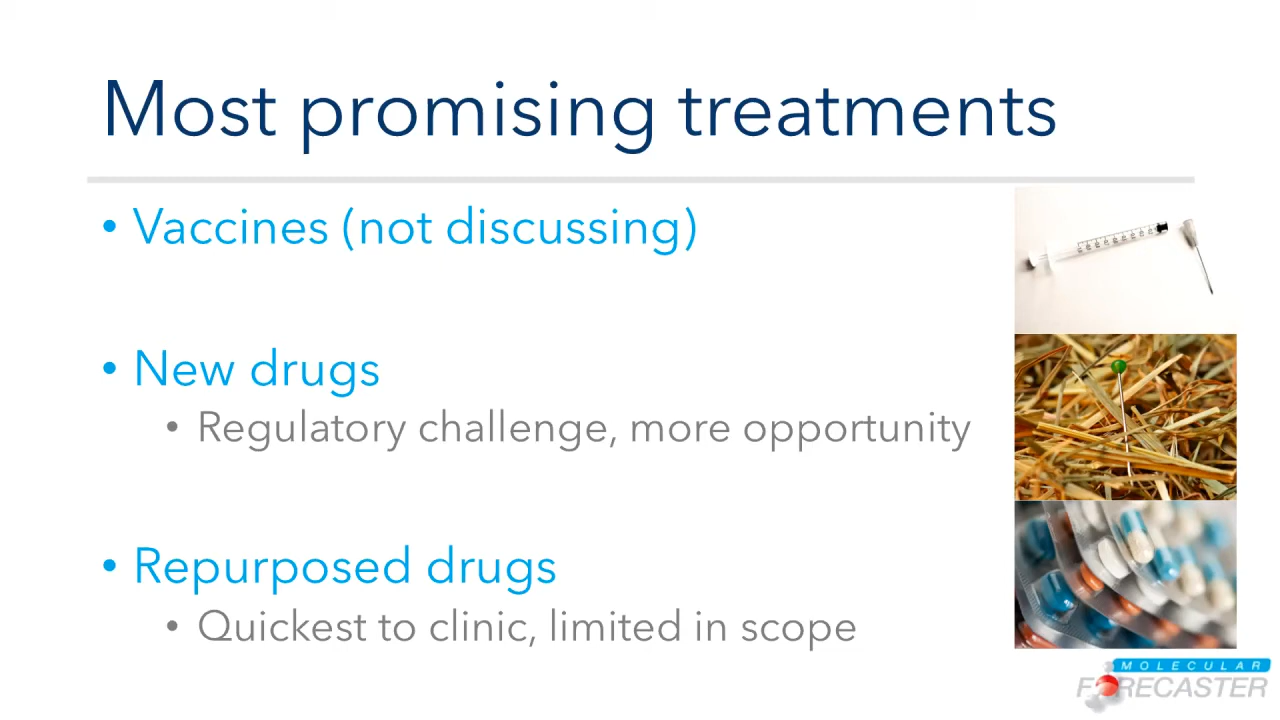 Most promising treatments
• Vaccines (not discussing)
• New drugs
• Regulatory challenge, more opportunity
• Repurposed drugs
• Quickest to clinic, limited in scope
MOLECULAR
FORECASTER